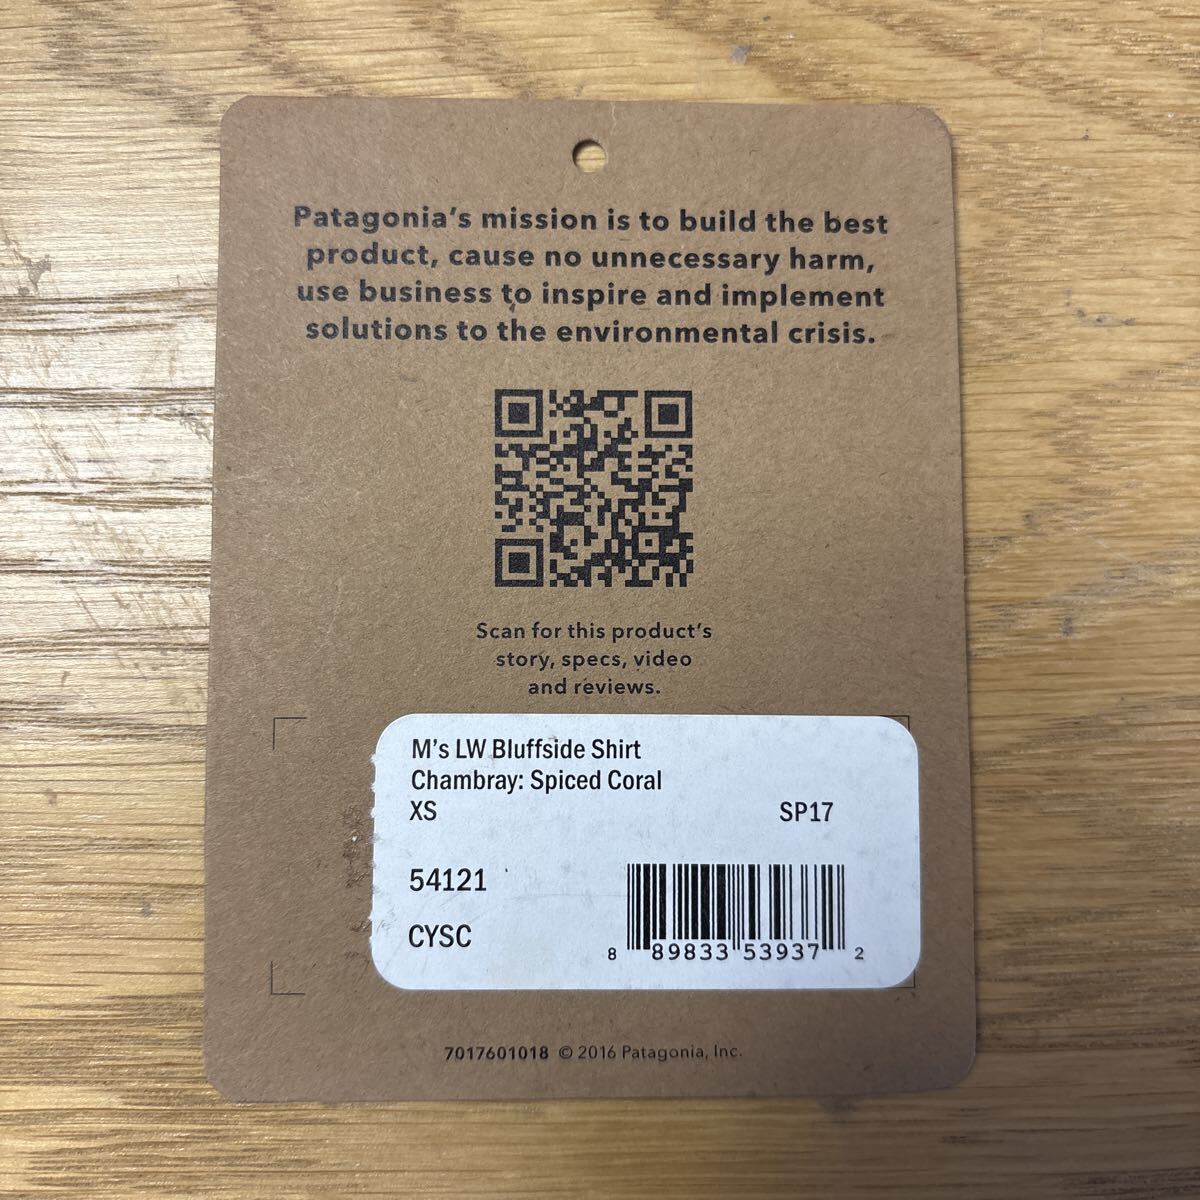 Patagonia's mission is to build the best
product, cause no unnecessary harm,
use business to inspire and implement
solutions to the environmental crisis.
Scan for this product's
story, specs, video
and reviews.
M's LW Bluffside Shirt
Chambray: Spiced Coral
XS SP17
54121
CYSC
8 89833 53937 2
7017601018 © 2016 Patagonia, Inc.